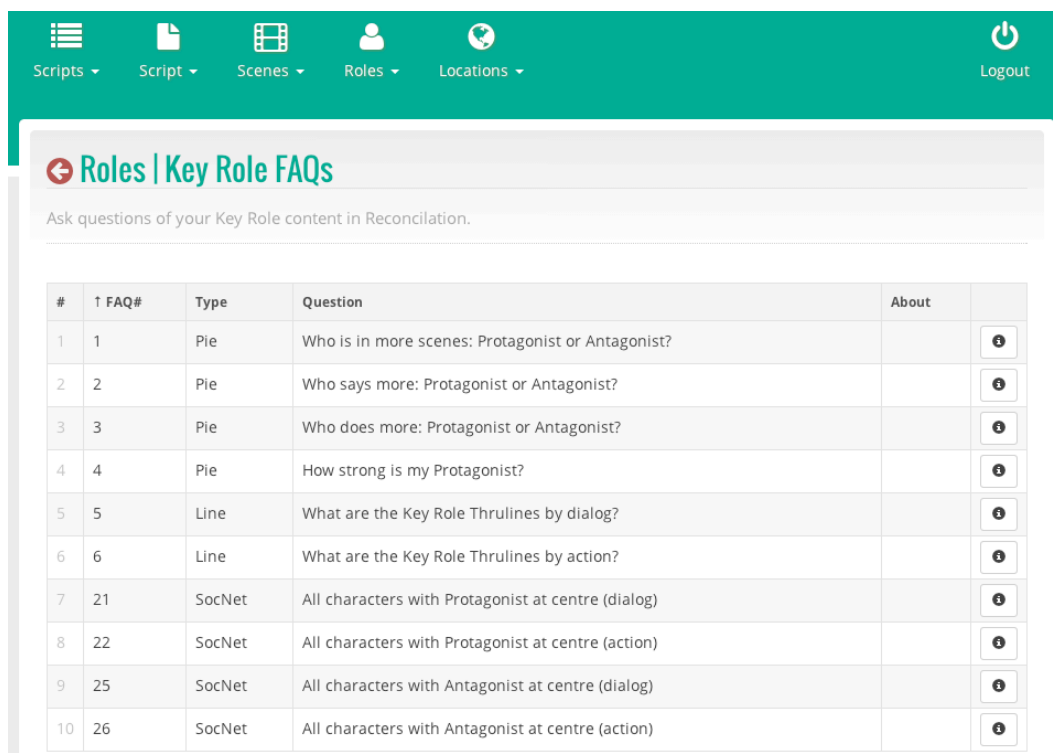 Scripts Script Scenes Roles Locations Logout
Roles | Key Role FAQs
Ask questions of your Key Role content in Reconcilation.
# ↑ FAQ# Type Question About
1 1 Pie Who is in more scenes: Protagonist or Antagonist?
2 2 Pie Who says more: Protagonist or Antagonist?
3 3 Pie Who does more: Protagonist or Antagonist?
4 4 Pie How strong is my Protagonist?
5 5 Line What are the Key Role Thrulines by dialog?
6 6 Line What are the Key Role Thrulines by action?
7 21 SocNet All characters with Protagonist at centre (dialog)
8 22 SocNet All characters with Protagonist at centre (action)
9 25 SocNet All characters with Antagonist at centre (dialog)
10 26 SocNet All characters with Antagonist at centre (action)